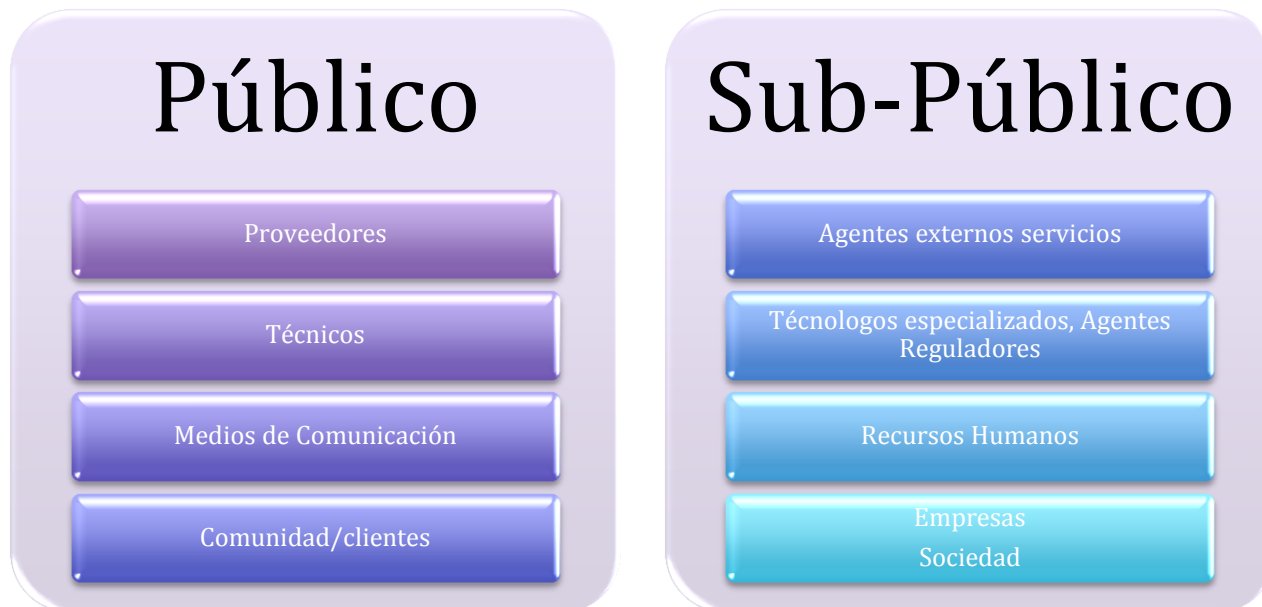 Público
Proveedores
Técnicos
Medios de Comunicación
Comunidad/clientes
Sub-Público
Agentes externos servicios
Técnologos especializados, Agentes
Reguladores
Recursos Humanos
Empresas
Sociedad